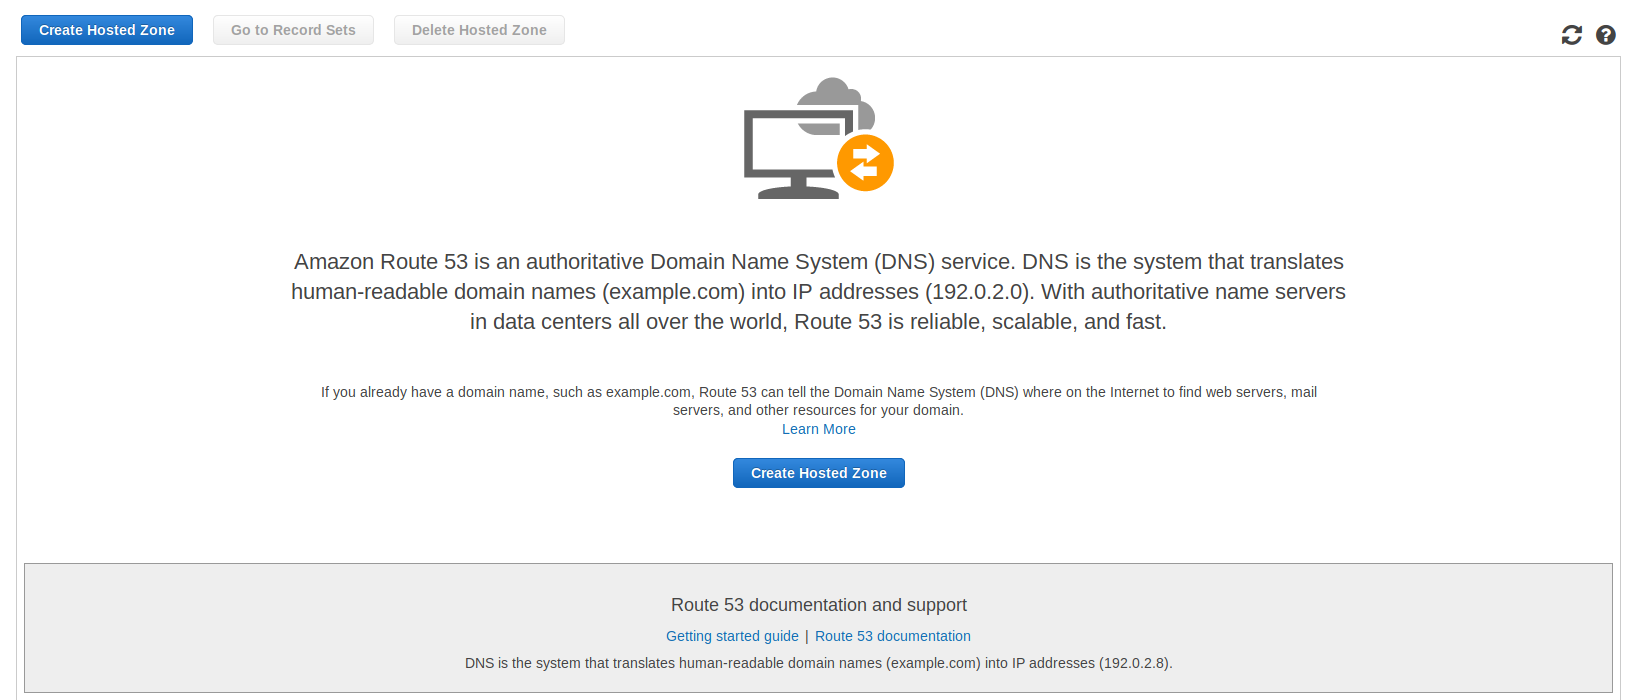 Create Hosted Zone
Go to Record Sets
Delete Hosted Zone
Amazon Route 53 is an authoritative Domain Name System (DNS) service. DNS is the system that translates
human-readable domain names (example.com) into IP addresses (192.0.2.0). With authoritative name servers
in data centers all over the world, Route 53 is reliable, scalable, and fast.
If you already have a domain name, such as example.com, Route 53 can tell the Domain Name System (DNS) where on the Internet to find web servers, mail
servers, and other resources for your domain.
Learn More
Create Hosted Zone
Route 53 documentation and support
Getting started guide | Route 53 documentation
DNS is the system that translates human-readable domain names (example.com) into IP addresses (192.0.2.8).